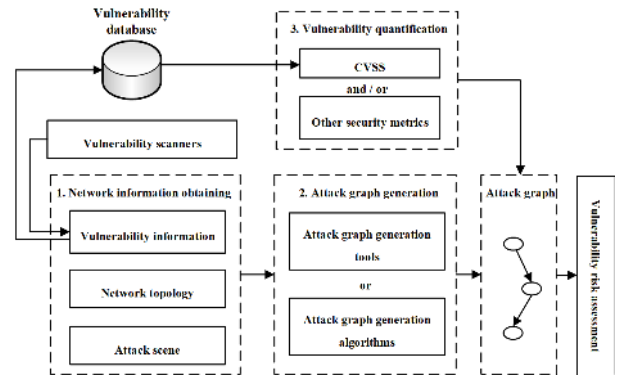 Vulnerability
database
3. Vulnerability quantification
CVSS
and / or
Other security metrics
Vulnerability scanners
1. Network information obtaining
Vulnerability information
Network topology
Attack scene
2. Attack graph generation
Attack graph generation
tools
or
Attack graph generation
algorithms
Attack graph
Vulnerability risk assessment